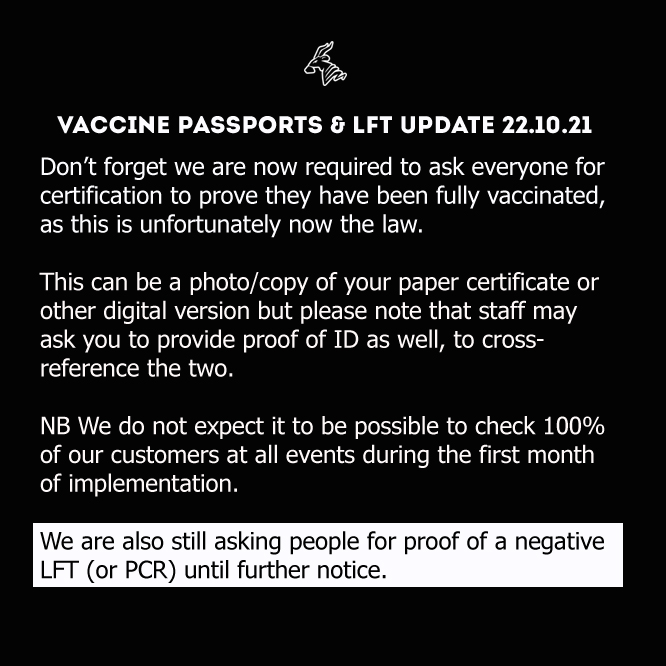 VACCINE PASSPORTS & LFT UPDATE 22.10.21
Don’t forget we are now required to ask everyone for
certification to prove they have been fully vaccinated,
as this is unfortunately now the law.
This can be a photo/copy of your paper certificate or
other digital version but please note that staff may
ask you to provide proof of ID as well, to cross-
reference the two.
NB We do not expect it to be possible to check 100%
of our customers at all events during the first month
of implementation.
We are also still asking people for proof of a negative
LFT (or PCR) until further notice.